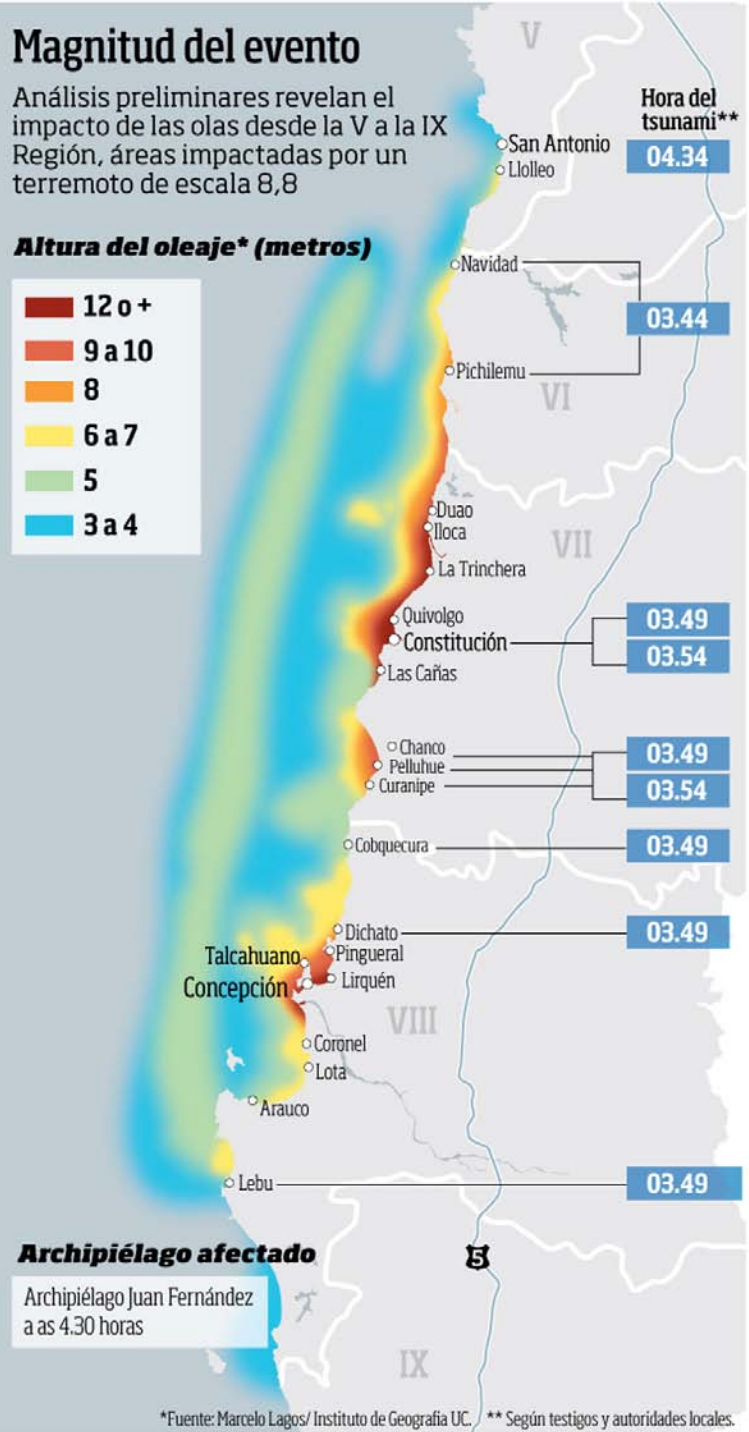 Magnitud del evento
Análisis preliminares revelan el
impacto de las olas desde la V a la IX
Región, áreas impactadas por un
terremoto de escala 8,8
Altura del oleaje* (metros)
12 o +
9 a 10
8
6 a 7
5
3 a 4
Hora del
tsunami**
V
San Antonio
04.34
Llolleo
Navidad
03.44
Pichilemu
VI
Duao
Iloca
VII
La Trinchera
Quivolgo
03.49
Constitución
03.54
Las Cañas
Chanco
03.49
Pelluhue
Curanipe
03.54
Cobquecura
03.49
Dichato
03.49
Pingueral
Talcahuano
Lirquén
Concepción
VIII
Coronel
Lota
Arauco
Lebu
03.49
Archipiélago afectado
5
Archipiélago Juan Fernández
a as 4.30 horas
IX
*Fuente: Marcelo Lagos/ Instituto de Geografía UC. ** Según testigos y autoridades locales.